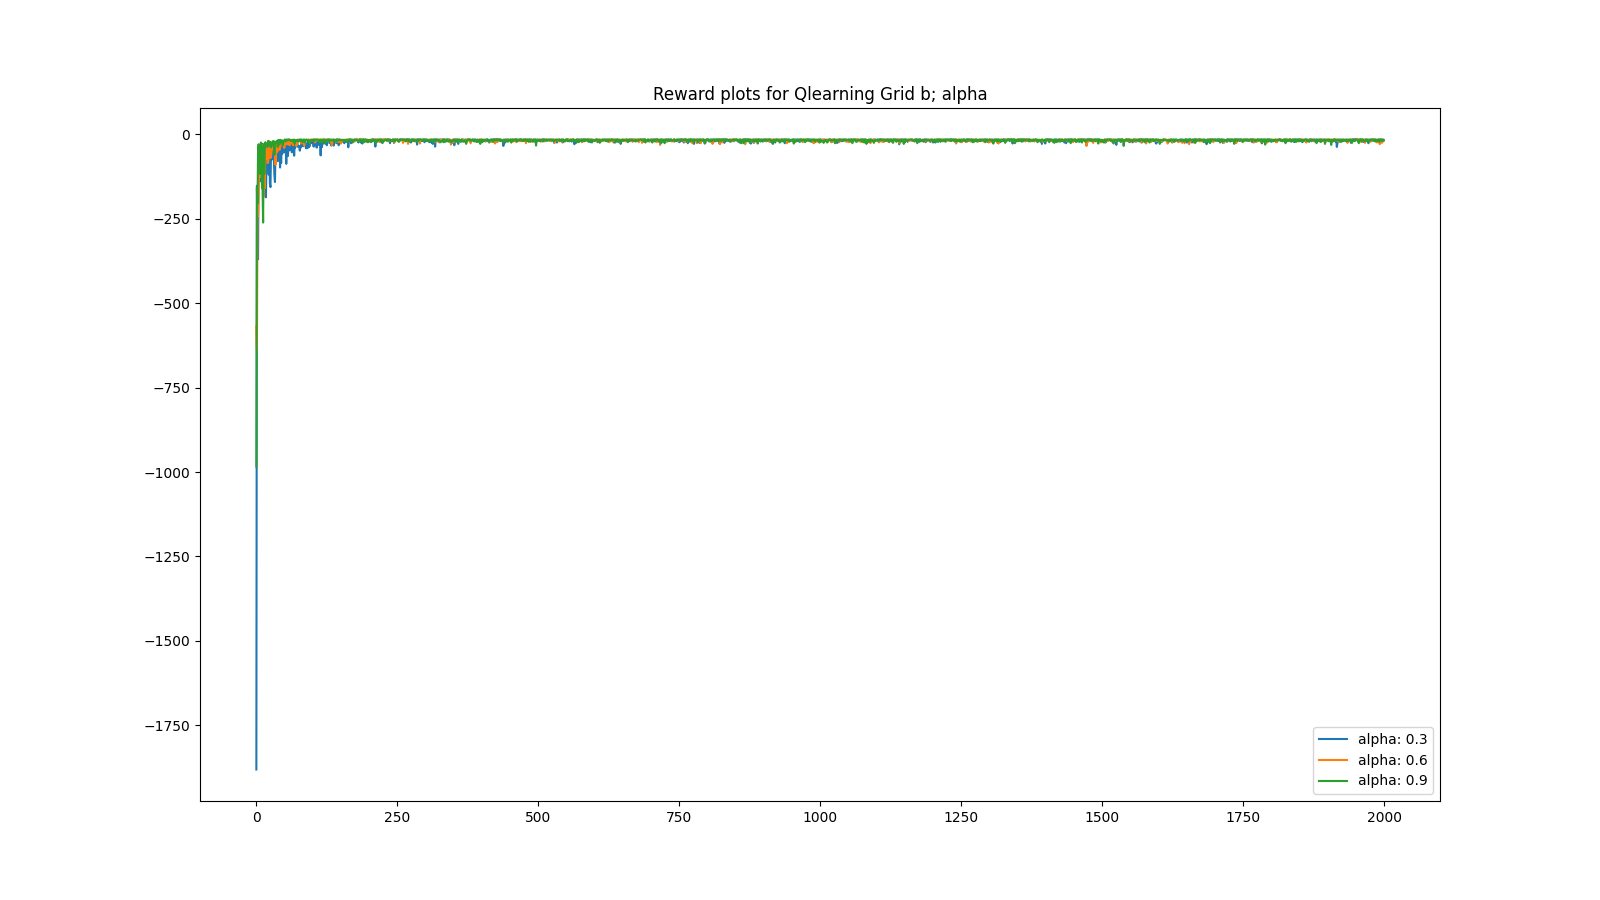 Reward plots for Qlearning Grid b; alpha
0
−250
−500
−750
−1000
−1250
−1500
−1750
0 250 500 750 1000 1250 1500 1750 2000
alpha: 0.3
alpha: 0.6
alpha: 0.9